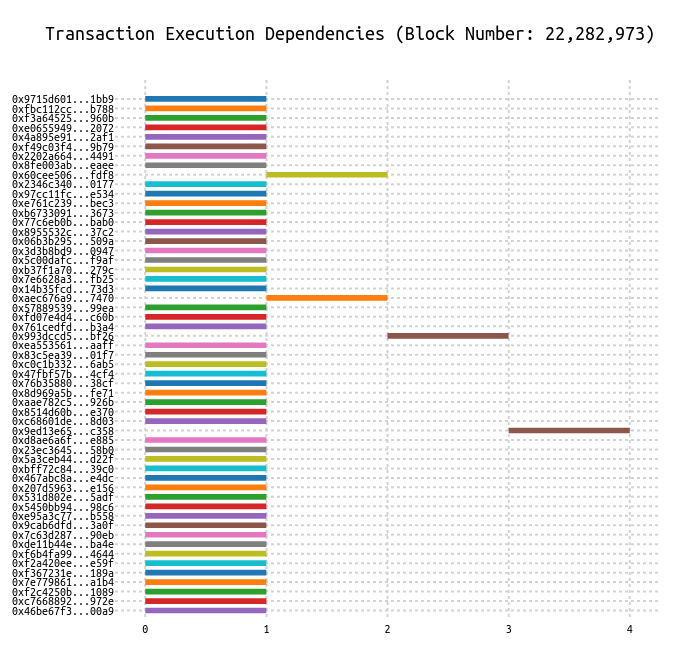 Transaction Execution Dependencies (Block Number: 22,282,973)
0x9715d601...1bb9
0xfbc112cc...b788
0xf3a64525...960b
0xe0655949...2072
0x4a895e91...2af1
0xf49c03f4...9b79
0x2202a664...4491
0x8fe003ab...eaee
0x60cee506...fdf8
0x2346c340...0177
0x97cc11fc...e534
0xe761c239...bec3
0xb6733091...3673
0x77c6eb0b...bab0
0x8955532c...37c2
0x06b3b295...509a
0x3d3b8bd9...0947
0x5c00dafc...f9af
0xb37f1a70...279c
0x7e6628a3...fb25
0x14b35fcd...73d3
0xaec676a9...7470
0x57889539...99ea
0xfd07e4d4...c60b
0x761cedfd...b3a4
0x993dccd5...bf26
0xea553561...aaff
0x83c5ea39...01f7
0xc0c1b332...6ab5
0x47fbf57b...4cf4
0x76b35880...38cf
0x8d969a5b...fe71
0xaae782c5...926b
0x8514d60b...e370
0xc68601de...8d03
0x9ed13e65...c358
0xd8ae6a6f...e885
0x23ec3645...58b0
0x5a3ceb44...d22f
0xbff72c84...39c0
0x467abc8a...e4dc
0x207d5963...e156
0x531d802e...5adf
0x5450bb94...98c6
0xe95a3c77...b558
0x9cab6dfd...3a0f
0x7c63d287...90eb
0xde11b44e...ba4e
0xf6b4fa99...4644
0xf2a420ee...e59f
0xf367231e...189a
0x7e779861...a1b4
0xf2c4250b...1089
0xc7668892...972e
0x46be67f3...00a9
0 1 2 3 4